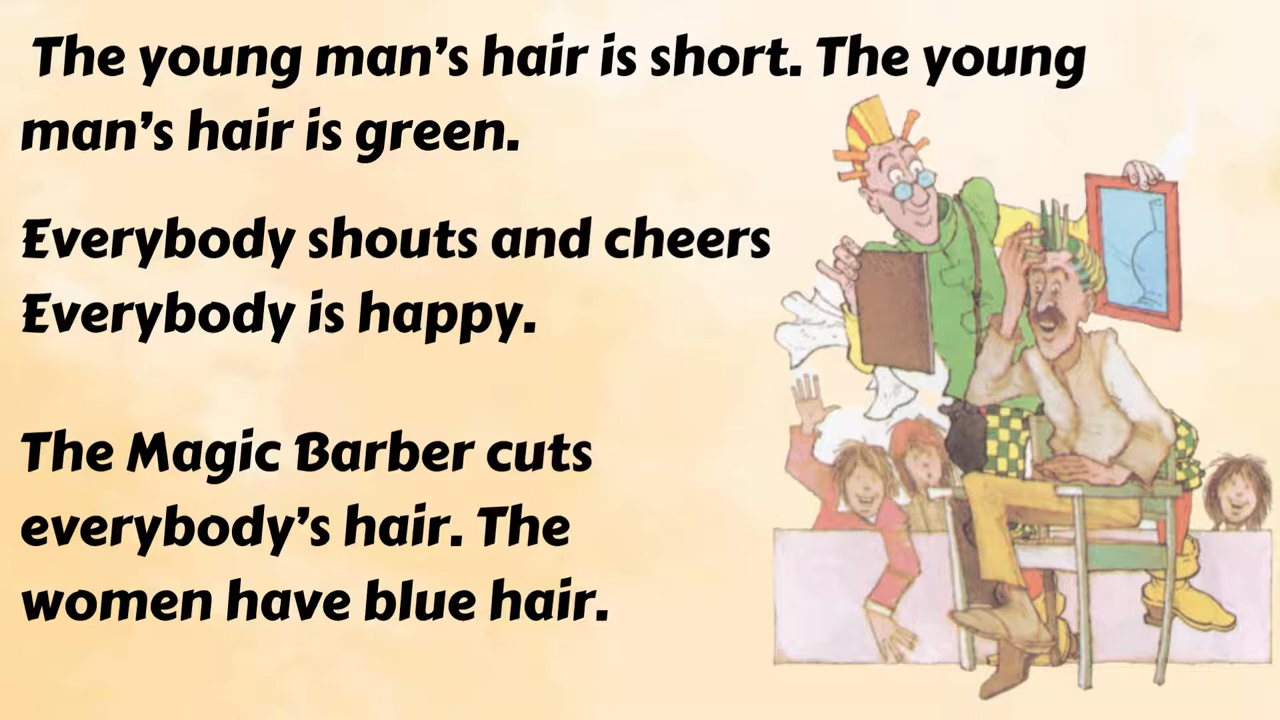 The young man's hair is short. The young
man's hair is green.
Everybody shouts and cheers
Everybody is happy.
The Magic Barber cuts
everybody's hair. The
women have blue hair.